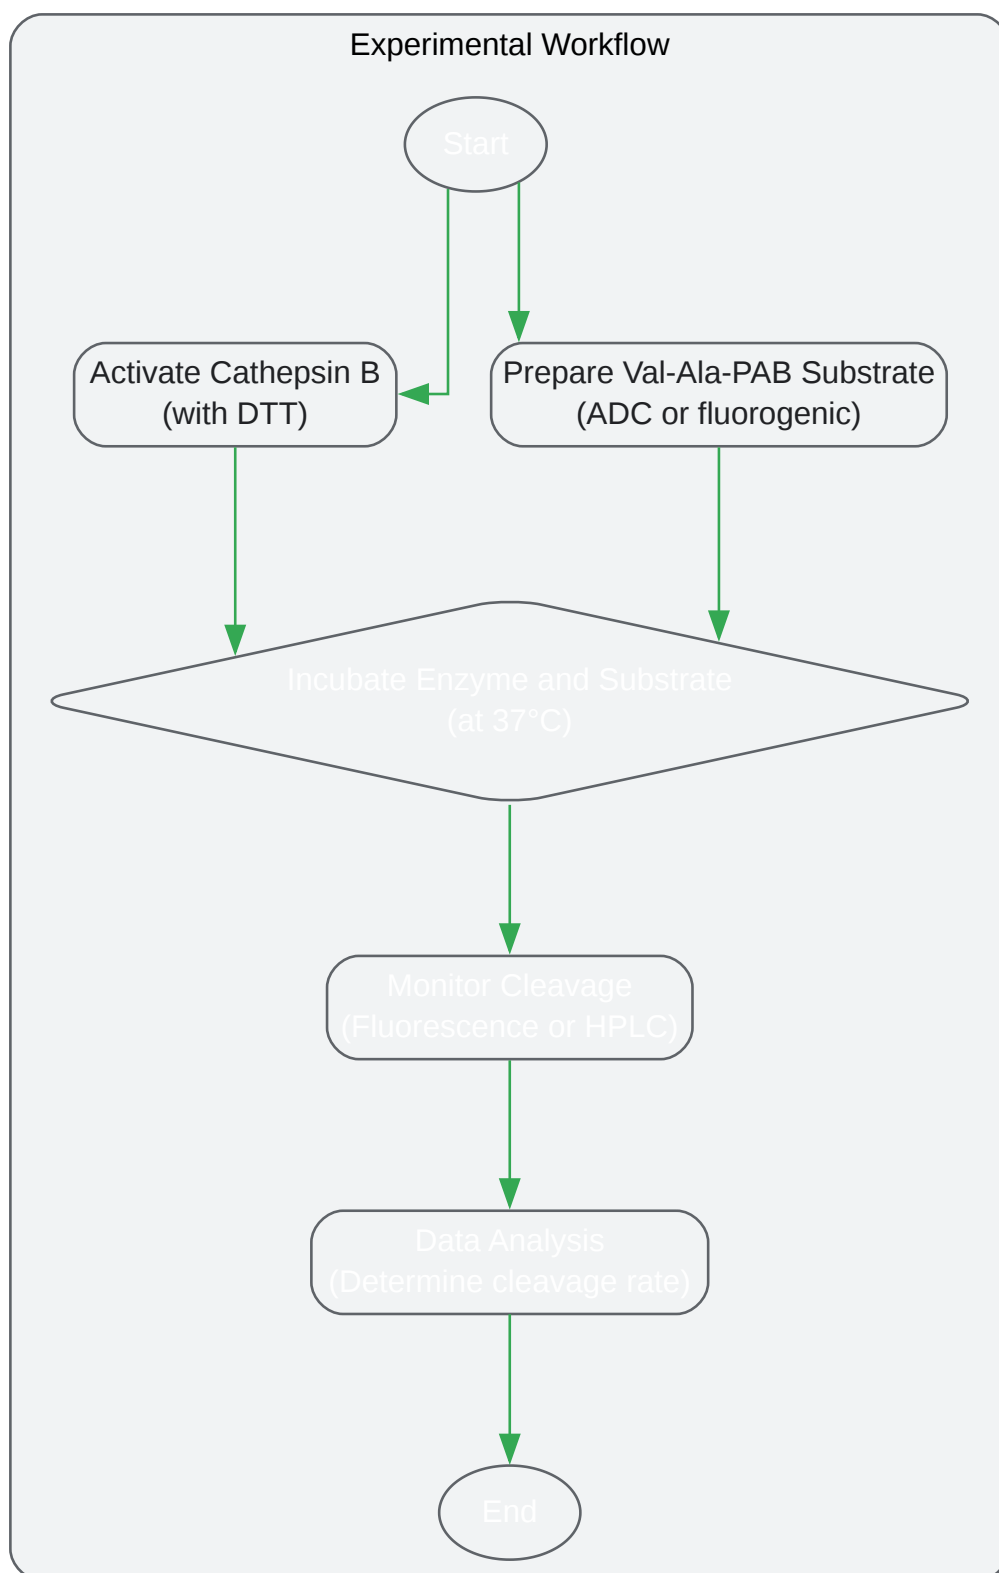 Experimental Workflow
Start
Activate Cathepsin B
(with DTT)
Prepare Val-Ala-PAB Substrate
(ADC or fluorogenic)
Incubate Enzyme and Substrate
(at 37°C)
Monitor Cleavage
(Fluorescence or HPLC)
Data Analysis
(Determine cleavage rate)
End